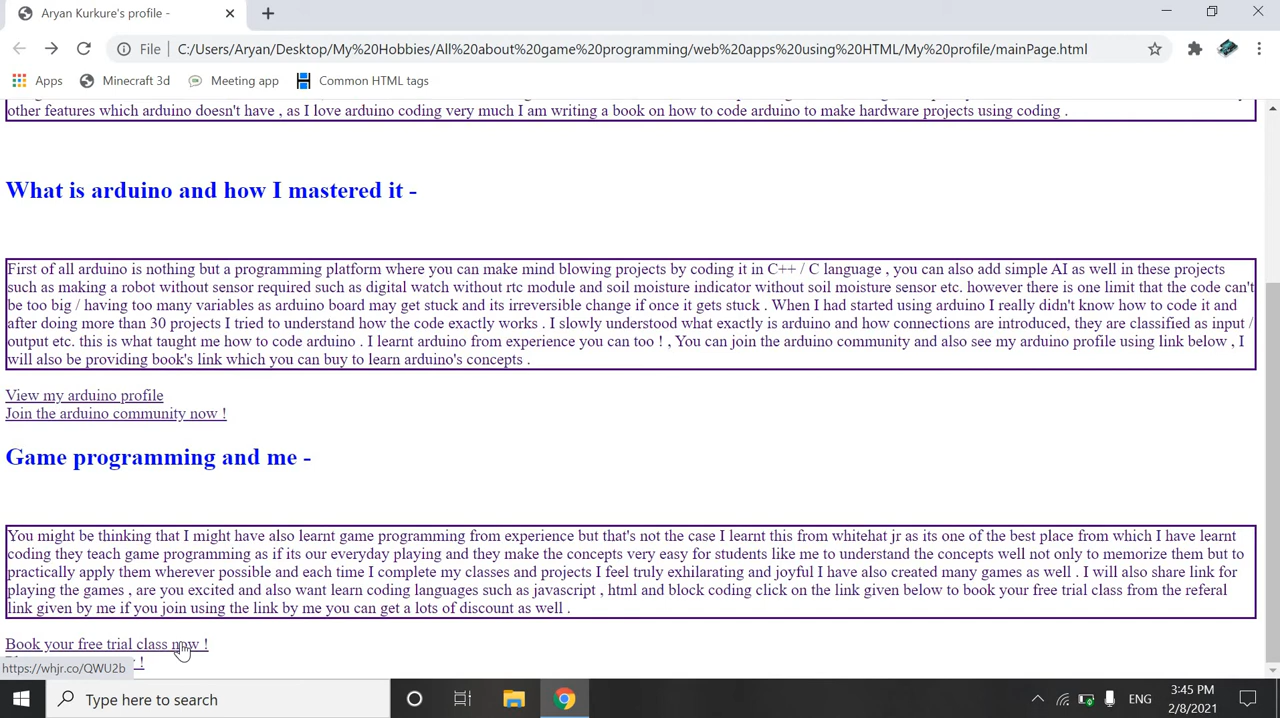 Aryan Kurkure's profile -
File C:/Users/Aryan/Desktop/My%20Hobbies/All%20about%20game%20programming/web%20apps%20using%20HTML/My%20profile/mainPage.html
Apps Minecraft 3d Meeting app Common HTML tags
other features which arduino doesn't have , as I love arduino coding very much I am writing a book on how to code arduino to make hardware projects using coding .
What is arduino and how I mastered it -
First of all arduino is nothing but a programming platform where you can make mind blowing projects by coding it in C++ / C language , you can also add simple AI as well in these projects
such as making a robot without sensor required such as digital watch without rtc module and soil moisture indicator without soil moisture sensor etc. however there is one limit that the code can't
be too big / having too many variables as arduino board may get stuck and its irreversible change if once it gets stuck . When I had started using arduino I really didn't know how to code it and
after doing more than 30 projects I tried to understand how the code exactly works . I slowly understood what exactly is arduino and how connections are introduced, they are classified as input /
output etc. this is what taught me how to code arduino . I learnt arduino from experience you can too ! , You can join the arduino community and also see my arduino profile using link below , I
will also be providing book's link which you can buy to learn arduino's concepts .
View my arduino profile
Join the arduino community now !
Game programming and me -
You might be thinking that I might have also learnt game programming from experience but that's not the case I learnt this from whitehat jr as its one of the best place from which I have learnt
coding they teach game programming as if its our everyday playing and they make the concepts very easy for students like me to understand the concepts well not only to memorize them but to
practically apply them wherever possible and each time I complete my classes and projects I feel truly exhilarating and joyful I have also created many games as well . I will also share link for
playing the games , are you excited and also want learn coding languages such as javascript , html and block coding click on the link given below to book your free trial class from the referal
link given by me if you join using the link by me you can get a lots of discount as well .
Book your free trial class now !
!
https://whjr.co/QWU2b
Type here to search
ENG
3:45 PM
2/8/2021